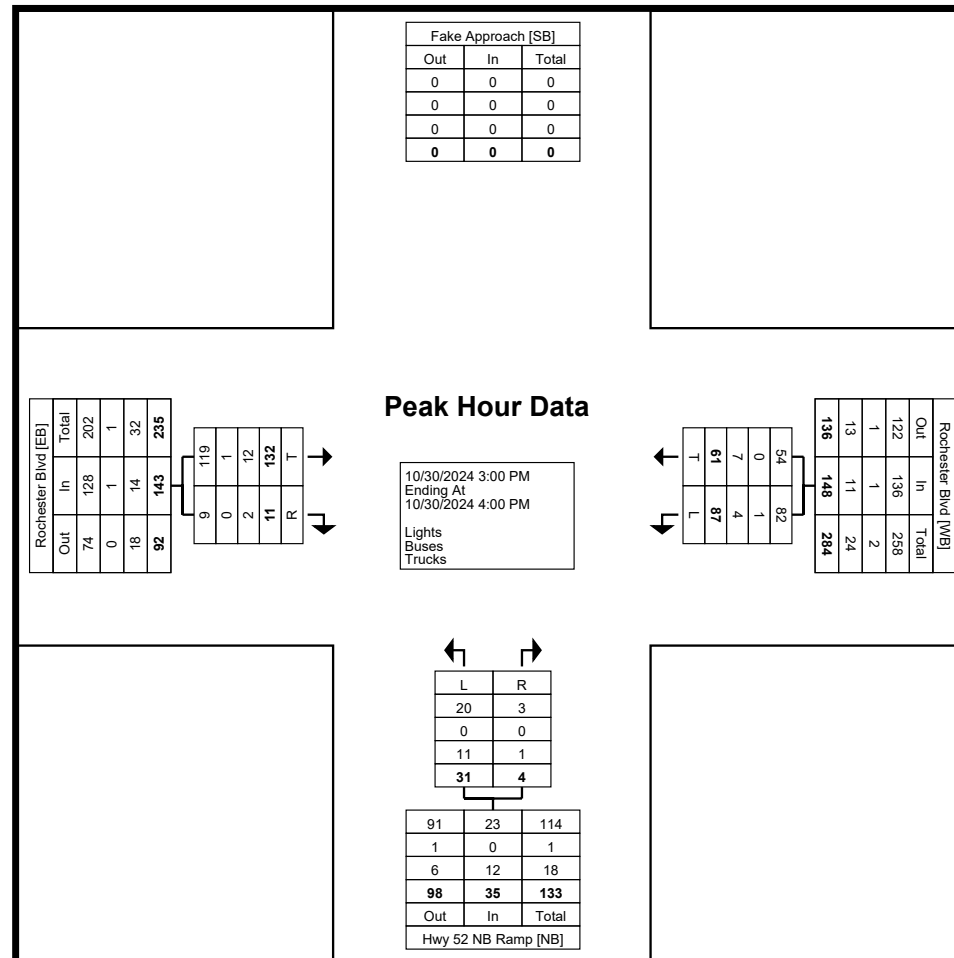 Fake Approach [SB]
Out In Total
0 0 0
0 0 0
0 0 0
0 0 0
Peak Hour Data
Rochester Blvd [EB]
Total 202 1 32 235
In 128 1 14 143
Out 74 0 18 92
119 1 12 132 T
9 0 2 11 R
10/30/2024 3:00 PM
Ending At
10/30/2024 4:00 PM
Lights
Buses
Trucks
54 0 7 61 T
82 1 4 87 L
Rochester Blvd [WB]
Out 122 1 13 136
In 136 1 11 148
Total 258 2 24 284
L R
20 3
0 0
11 1
31 4
91 23 114
1 0 1
6 12 18
98 35 133
Out In Total
Hwy 52 NB Ramp [NB]